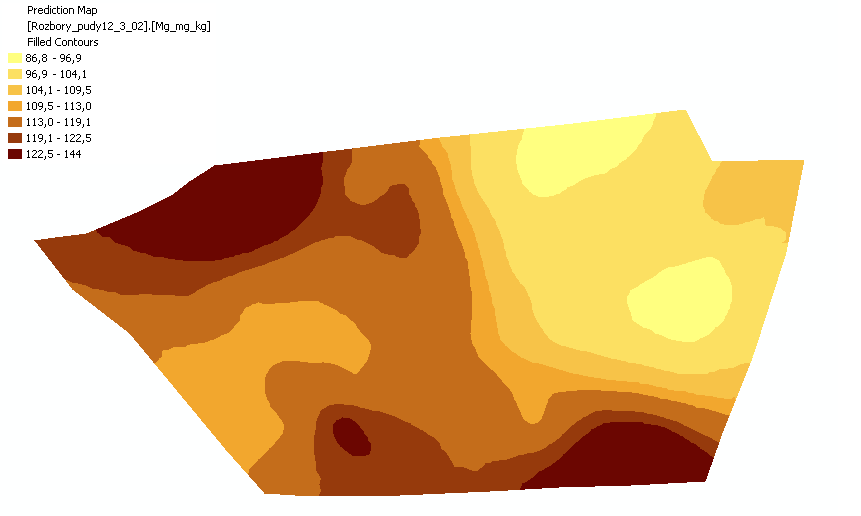 Prediction Map
[Rozbory_pudy12_3_02].[Mg_mg_kg]
Filled Contours
86,8 - 96,9
96,9 - 104,1
104,1 - 109,5
109,5 - 113,0
113,0 - 119,1
119,1 - 122,5
122,5 - 144